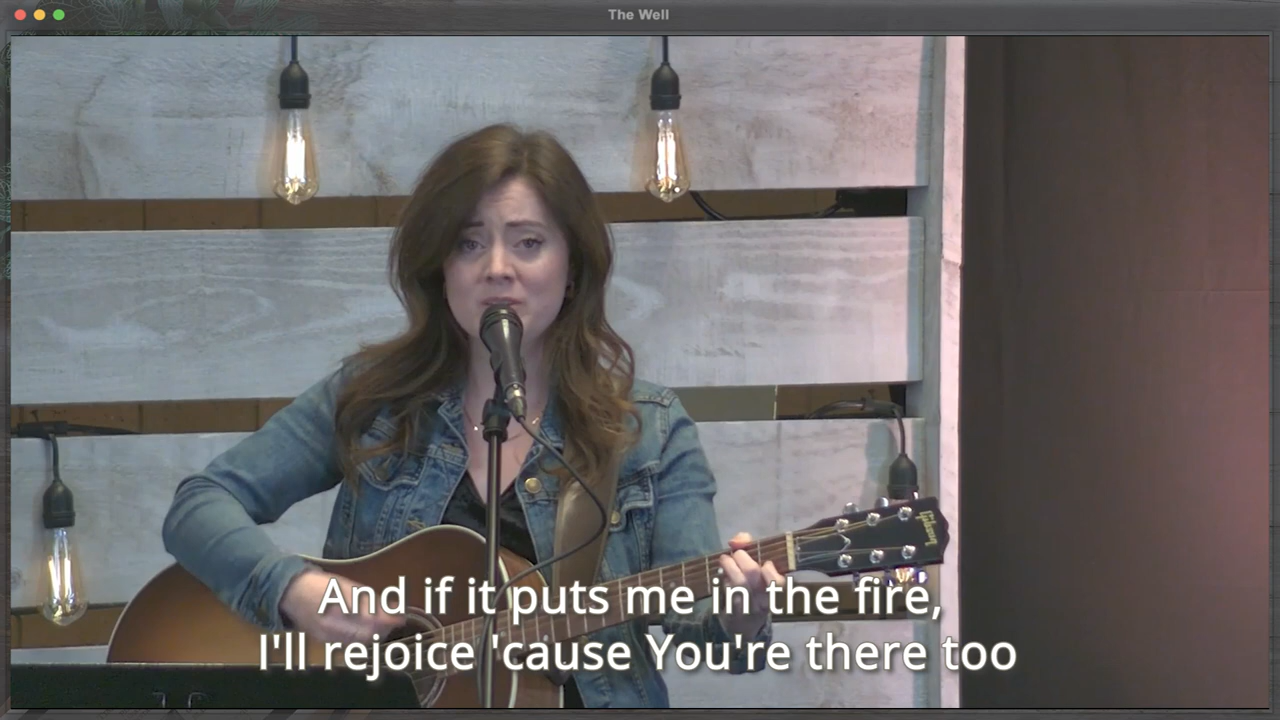 The Well
Gibson
And if it puts me in the fire,
I'll rejoice 'cause You're there too